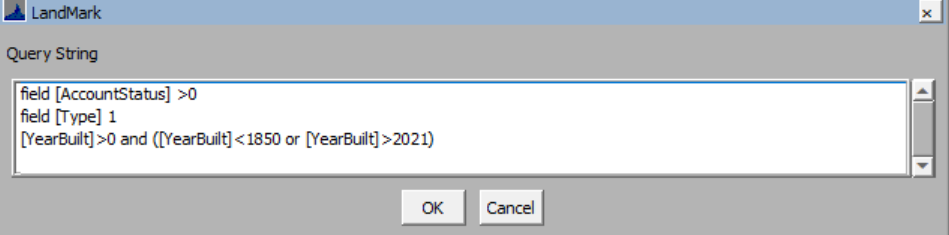 LandMark
Query String
field [AccountStatus] >0
field [Type] 1
[YearBuilt]>0 and ([YearBuilt]<1850 or [YearBuilt]>2021)
OK Cancel